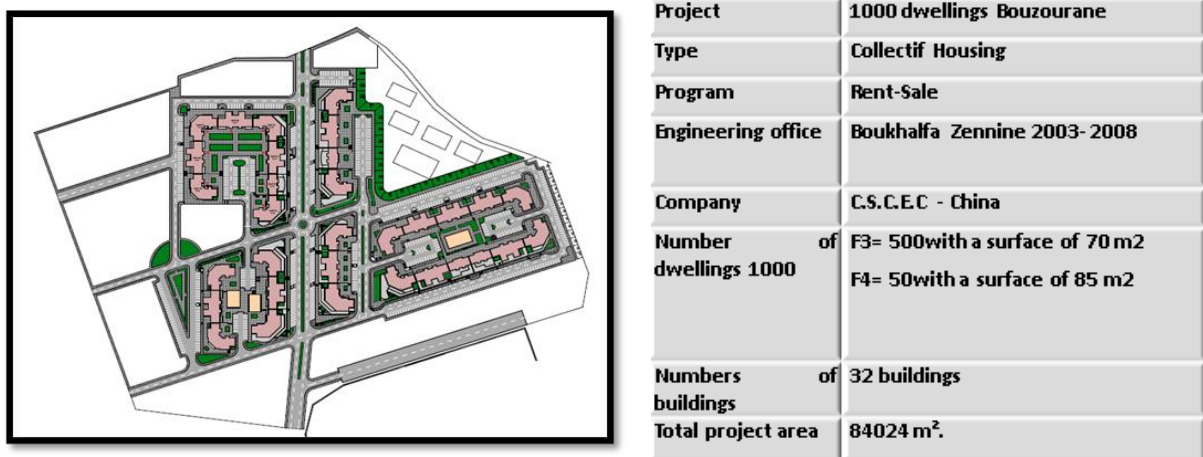 Project 1000 dwellings Bouzourane
Type Collectif Housing
Program Rent-Sale
Engineering office Boukhalfa Zennine 2003-2008
Company C.S.C.E.C - China
Number of dwellings 1000 F3= 500with a surface of 70 m2
F4= 50with a surface of 85 m2
Numbers of buildings 32 buildings
Total project area 84024 m².